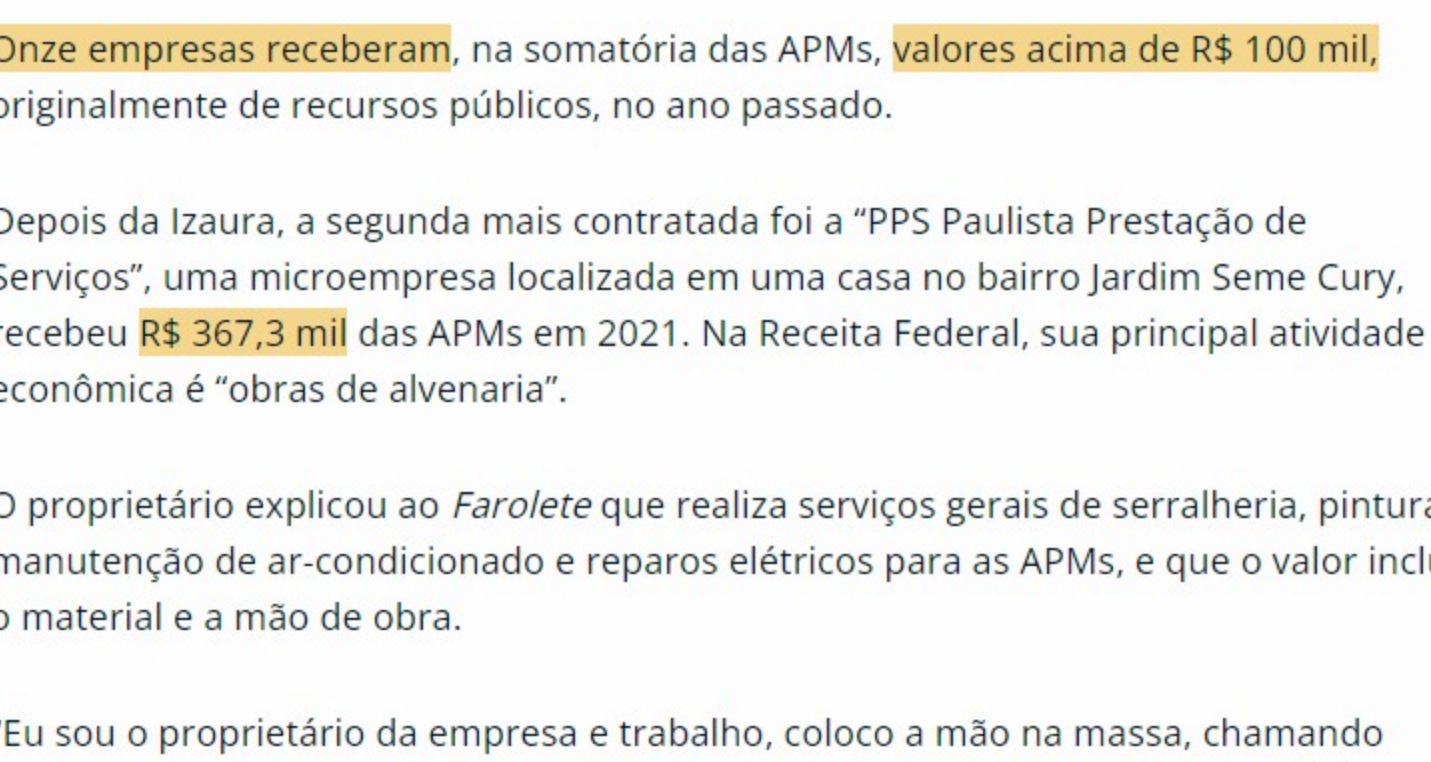 Onze empresas receberam, na somatória das APMs, valores acima de R$ 100 mil,
originalmente de recursos públicos, no ano passado.
Depois da Izaura, a segunda mais contratada foi a “PPS Paulista Prestação de
Serviços”, uma microempresa localizada em uma casa no bairro Jardim Seme Cury,
recebeu R$ 367,3 mil das APMs em 2021. Na Receita Federal, sua principal atividade
econômica é “obras de alvenaria”.
O proprietário explicou ao Farolete que realiza serviços gerais de serralheria, pintura
manutenção de ar-condicionado e reparos elétricos para as APMs, e que o valor inclu
o material e a mão de obra.
“Eu sou o proprietário da empresa e trabalho, coloco a mão na massa, chamando